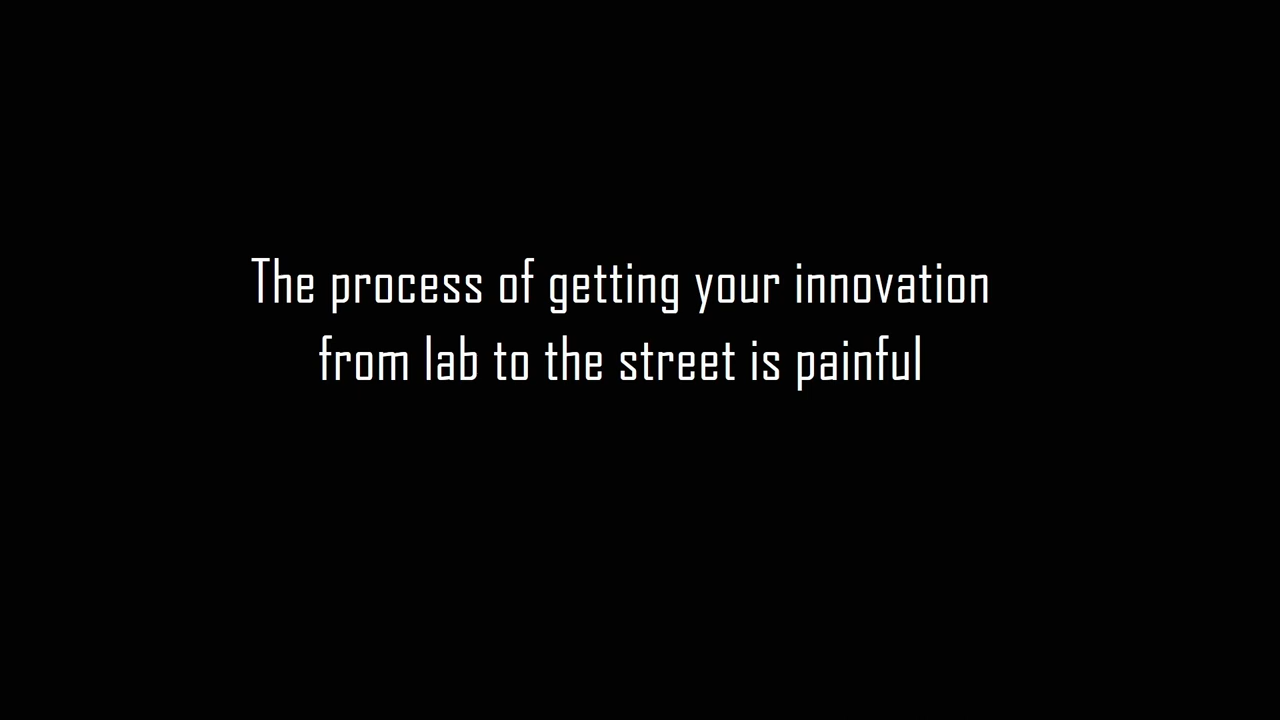 The process of getting your innovation
from lab to the street is painful